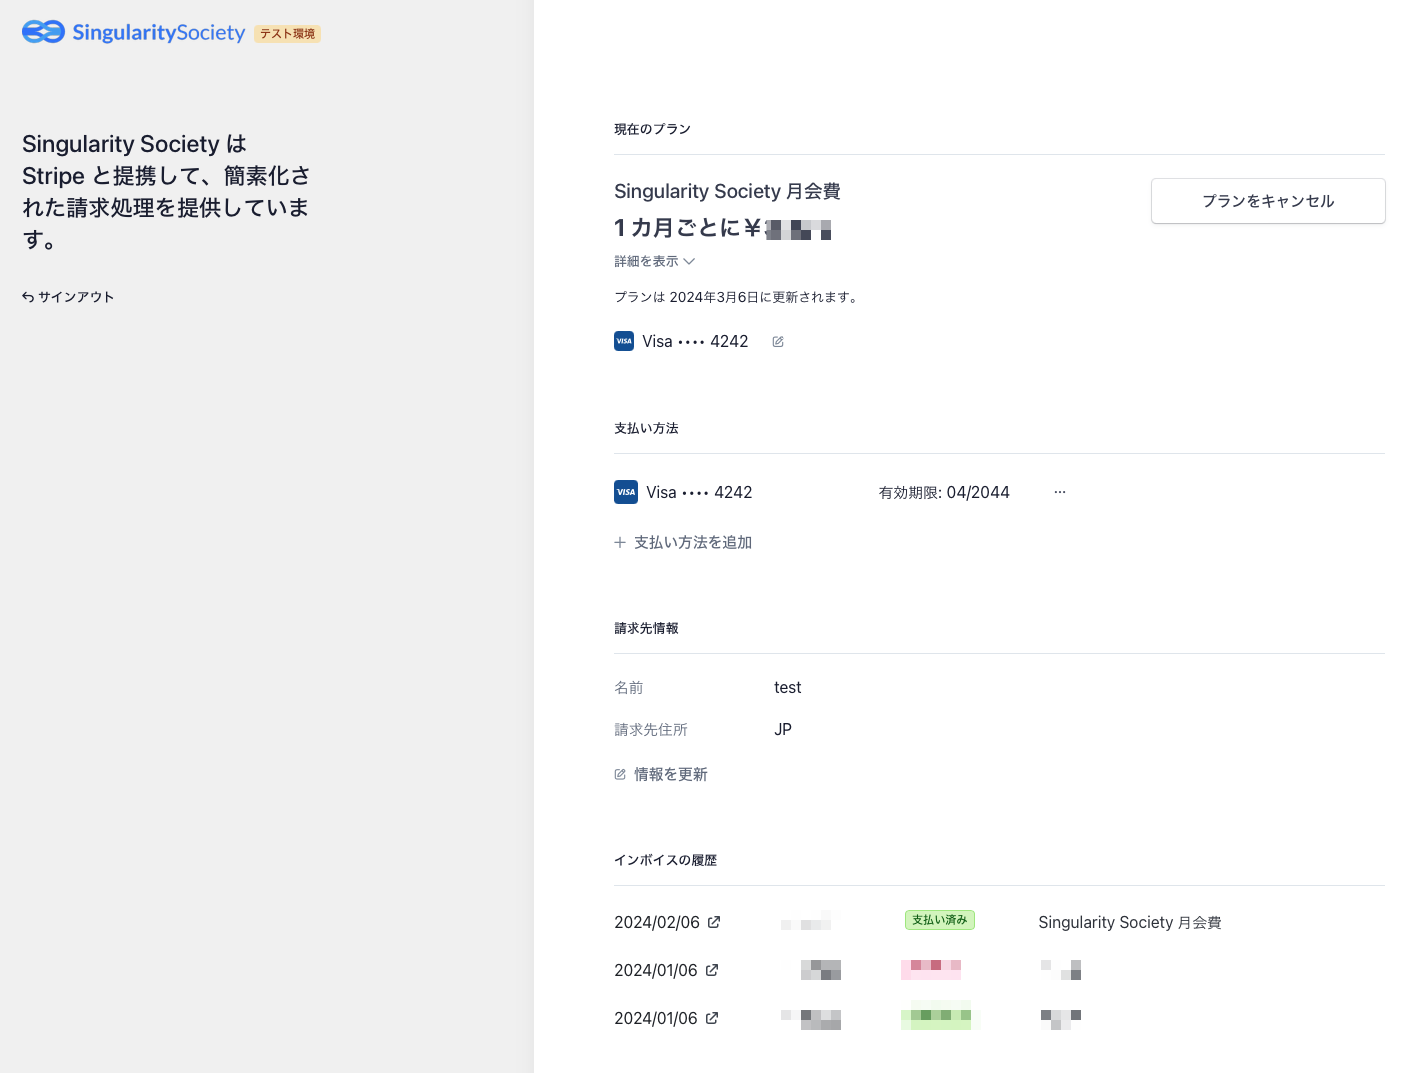 SingularitySociety テスト環境
Singularity Society は
Stripe と提携して、簡素化さ
れた請求処理を提供していま
す。
サインアウト
現在のプラン
Singularity Society 月会費
プランをキャンセル
1 カ月ごとに￥
詳細を表示
プランは 2024年3月6日に更新されます。
VISA Visa •••• 4242
支払い方法
VISA Visa •••• 4242 有効期限: 04/2044 ···
+ 支払い方法を追加
請求先情報
名前 test
請求先住所 JP
情報を更新
インボイスの履歴
2024/02/06 支払い済み Singularity Society 月会費
2024/01/06
2024/01/06